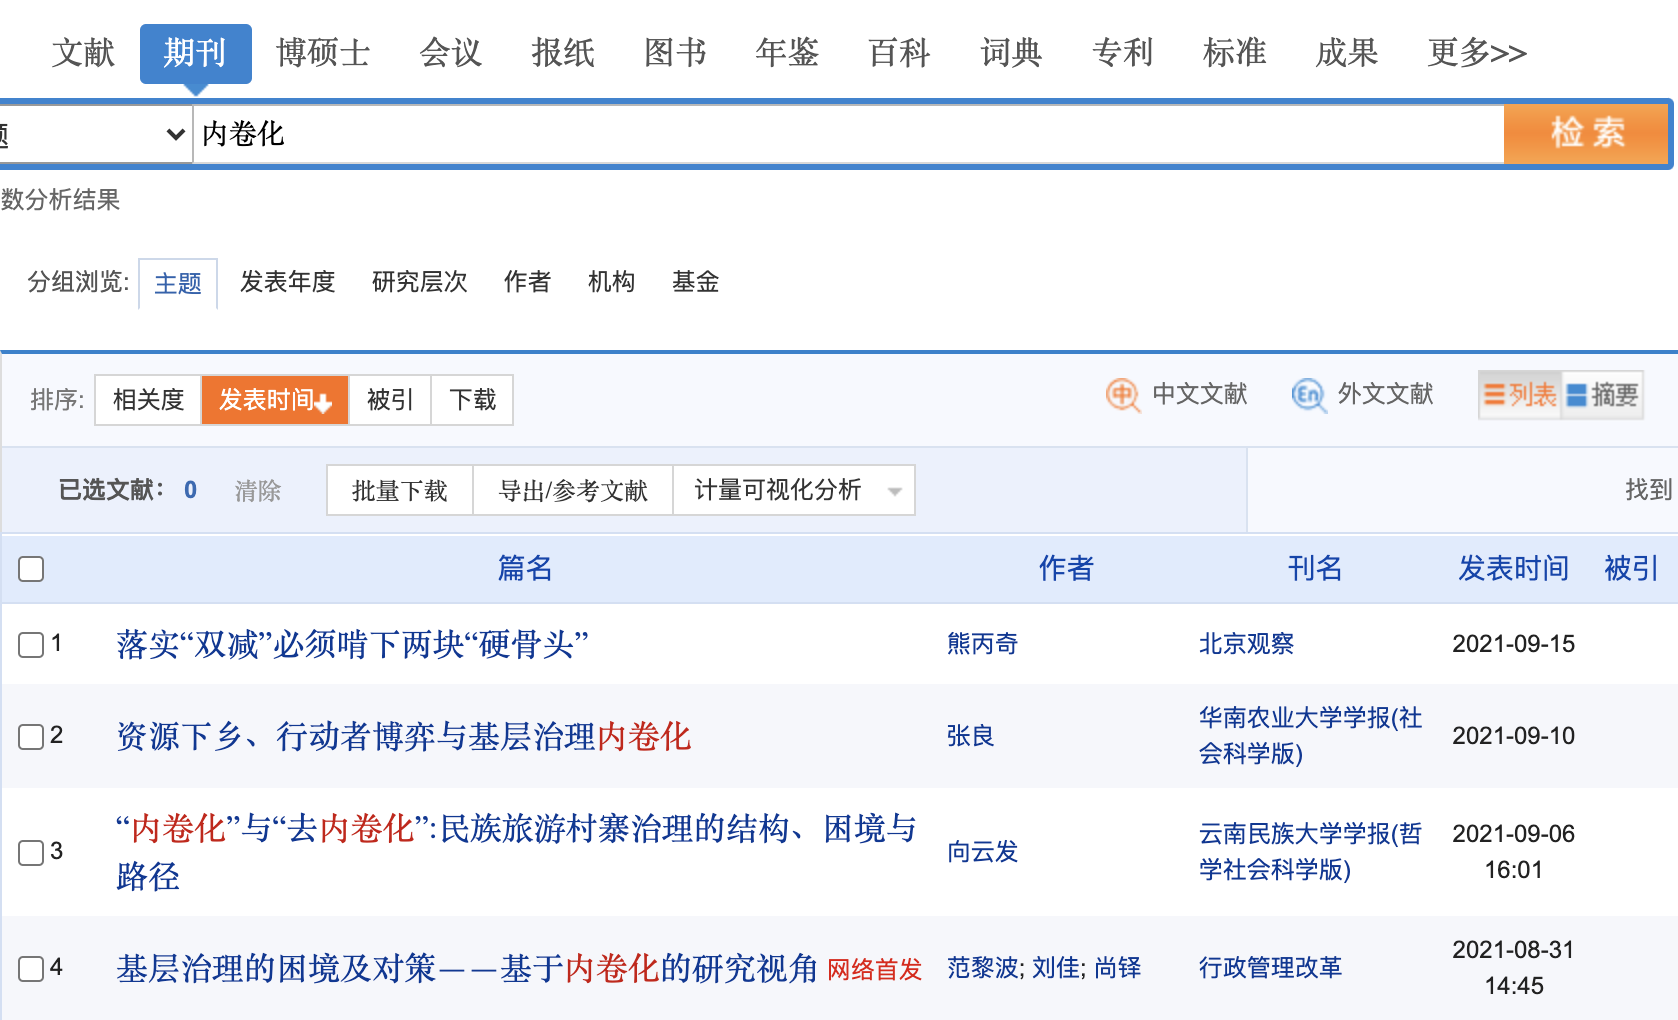 文献 期刊 博硕士 会议 报纸 图书 年鉴 百科 词典 专利 标准 成果 更多>>
题 内卷化 检索
数分析结果
分组浏览: 主题 发表年度 研究层次 作者 机构 基金
排序: 相关度 发表时间 被引 下载 中 中文文献 En 外文文献 列表 摘要
已选文献: 0 清除 批量下载 导出/参考文献 计量可视化分析 找到
篇名 作者 刊名 发表时间 被引
1 落实“双减”必须啃下两块“硬骨头” 熊丙奇 北京观察 2021-09-15
2 资源下乡、行动者博弈与基层治理内卷化 张良 华南农业大学学报(社
会科学版) 2021-09-10
3 “内卷化”与“去内卷化”:民族旅游村寨治理的结构、困境与
路径 向云发 云南民族大学学报(哲
学社会科学版) 2021-09-06
16:01
4 基层治理的困境及对策——基于内卷化的研究视角 网络首发 范黎波; 刘佳; 尚铎 行政管理改革 2021-08-31
14:45